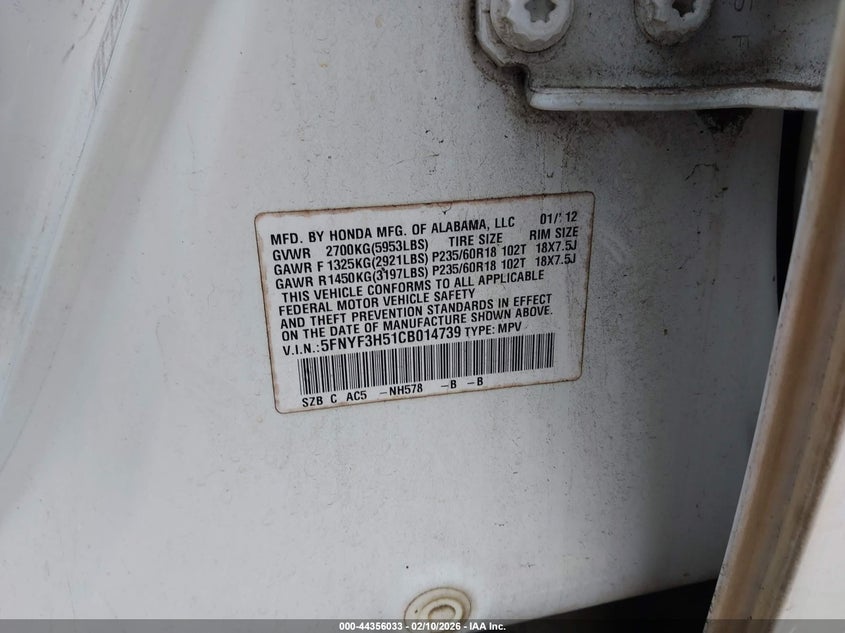 MFD. BY HONDA MFG. OF ALABAMA, LLC 01/'12
GVWR 2700KG(5953LBS) TIRE SIZE RIM SIZE
GAWR F 1325KG(2921LBS) P235/60R18 102T 18X7.5J
GAWR R1450KG(3197LBS) P235/60R18 102T 18X7.5J
THIS VEHICLE CONFORMS TO ALL APPLICABLE
FEDERAL MOTOR VEHICLE SAFETY
AND THEFT PREVENTION STANDARDS IN EFFECT
ON THE DATE OF MANUFACTURE SHOWN ABOVE.
V.I.N.:5FNYF3H51CB014739 TYPE: MPV
SZB C AC5 -NH578 -B -B
000-44356033 - 02/10/2026 - IAA Inc.